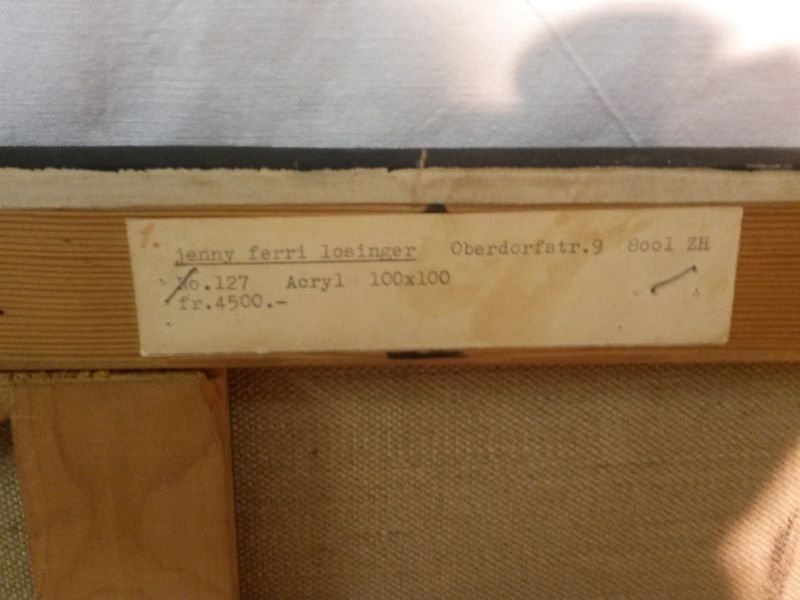 jenny ferri losinger Oberdorfstr.9 8001 ZH
No.127 Acryl 100x100
fr.4500.-